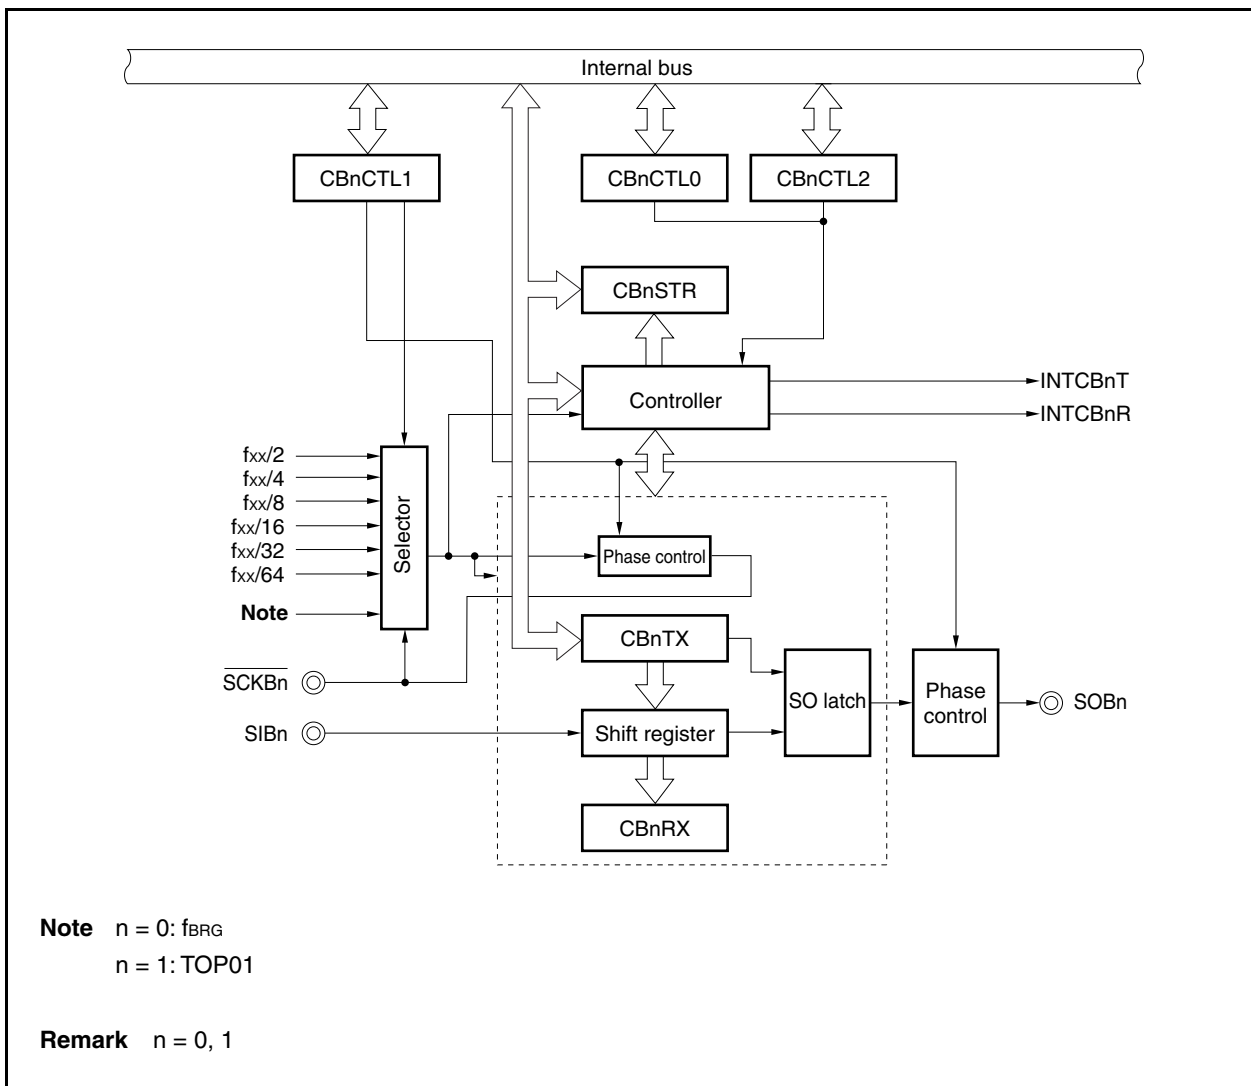 Internal bus
CBnCTL1
CBnCTL0
CBnCTL2
CBnSTR
Controller
INTCBnT
INTCBnR
fxx/2
fxx/4
fxx/8
fxx/16
fxx/32
fxx/64
Note
Selector
Phase control
SCKBn
SIBn
CBnTX
Shift register
CBnRX
SO latch
Phase
control
SOBn
Note n = 0: fBRG
n = 1: TOP01
Remark n = 0, 1